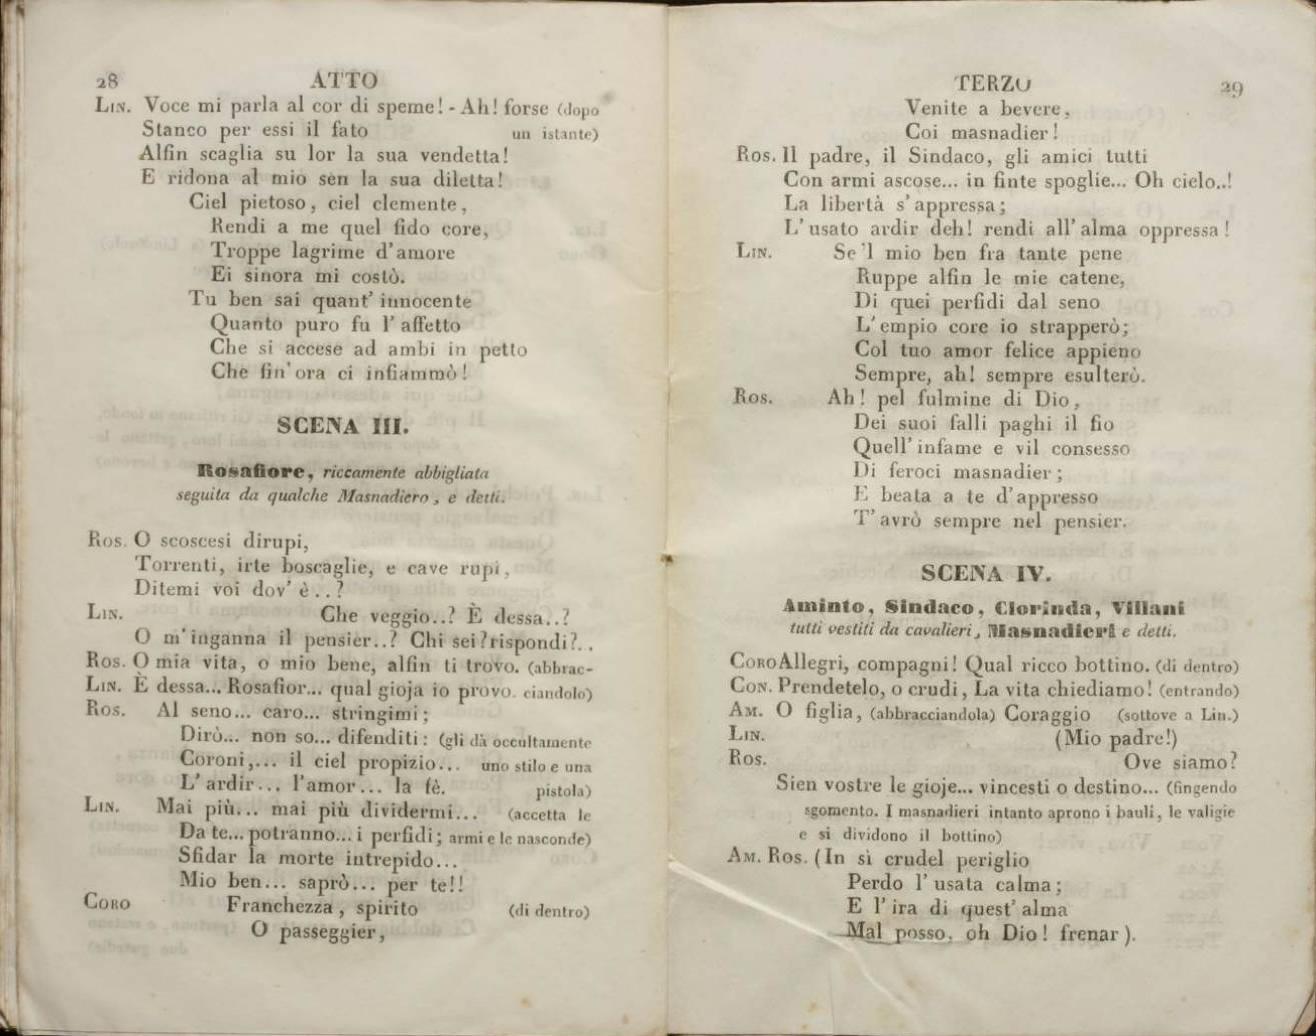 28 ATTO
LIN. Voce mi parla al cor di speme! - Ah! forse (dopo
Stanco per essi il fato un istante)
Alfin scaglia su lor la sua vendetta!
E ridona al mio sen la sua diletta!
Ciel pietoso, ciel clemente,
Rendi a me quel fido core,
Troppe lagrime d'amore
Ei sinora mi costò.
Tu ben sai quant' innocente
Quanto puro fu l' affetto
Che si accese ad ambi in petto
Che fin' ora ci infiammò!
SCENA III.
Rosafiore, riccamente abbigliata
seguita da qualche Masnadiero, e detti.
ROS. O scoscesi dirupi,
Torrenti, irte boscaglie, e cave rupi,
Ditemi voi dov' è . . ?
LIN. Che veggio..? È dessa..?
O m'inganna il pensier..? Chi sei? rispondi?..
ROS. O mia vita, o mio bene, alfin ti trovo. (abbrac-
LIN. È dessa... Rosafior... qual gioja io provo. ciandolo)
ROS. Al seno... caro... stringimi;
Dirò... non so... difenditi: (gli dà occultamente
Coroni,... il ciel propizio... uno stilo e una
L' ardir... l'amor... la fè. pistola)
LIN. Mai più... mai più dividermi... (accetta le
Da te... potranno... i perfidi; armi e le nasconde)
Sfidar la morte intrepido...
Mio ben... saprò... per te!!
CORO Franchezza, spirito (di dentro)
O passeggier,
TERZO 29
Venite a bevere,
Coi masnadier!
ROS. Il padre, il Sindaco, gli amici tutti
Con armi ascose... in finte spoglie... Oh cielo..!
La libertà s' appressa;
L' usato ardir deh! rendi all' alma oppressa!
LIN. Se 'l mio ben fra tante pene
Ruppe alfin le mie catene,
Di quei perfidi dal seno
L' empio core io strapperò;
Col tuo amor felice appieno
Sempre, ah! sempre esulterò.
ROS. Ah! pel fulmine di Dio,
Dei suoi falli paghi il fio
Quell' infame e vil consesso
Di feroci masnadier;
E beata a te d'appresso
T' avrò sempre nel pensier.
SCENA IV.
Aminto, Sindaco, Clorinda, Villani
tutti vestiti da cavalieri, Masnadieri e detti.
CORO Allegri, compagni! Qual ricco bottino. (di dentro)
CON. Prendetelo, o crudi, La vita chiediamo! (entrando)
AM. O figlia, (abbracciandola) Coraggio (sottove a Lin.)
LIN. (Mio padre!)
ROS. Ove siamo?
Sien vostre le gioje... vincesti o destino... (fingendo
sgomento. I masnadieri intanto aprono i bauli, le valigie
e si dividono il bottino)
AM. ROS. (In sì crudel periglio
Perdo l' usata calma;
E l' ira di quest' alma
Mal posso, oh Dio! frenar).